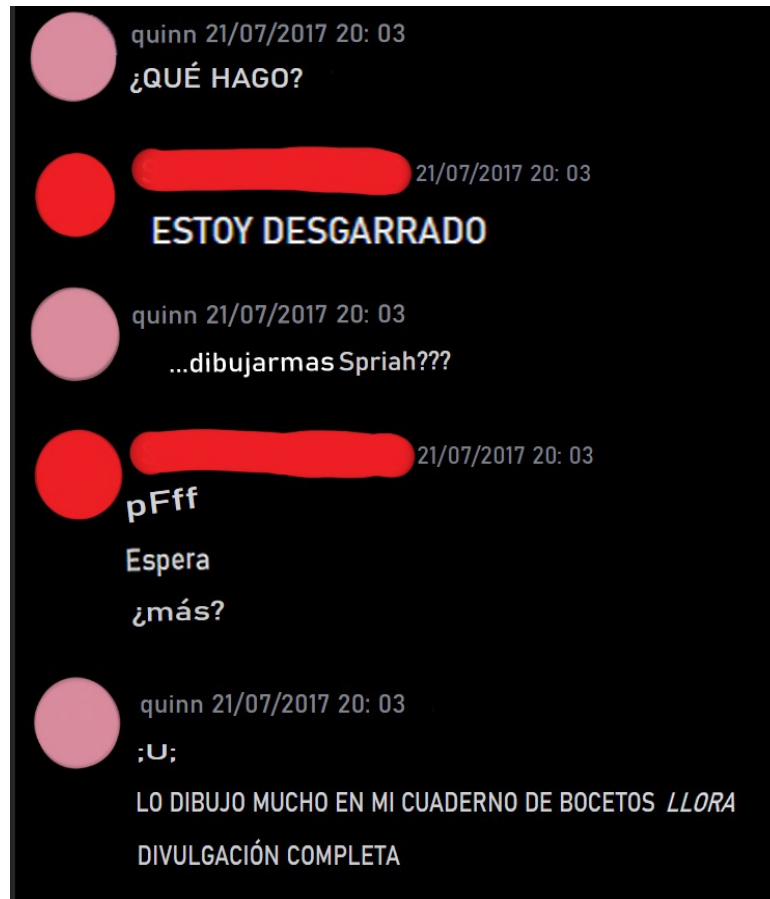 quinn 21/07/2017 20: 03
¿QUÉ HAGO?
21/07/2017 20: 03
ESTOY DESGARRADO
quinn 21/07/2017 20: 03
...dibujarmas Spriah???
21/07/2017 20: 03
pFff
Espera
¿más?
quinn 21/07/2017 20: 03
;U;
LO DIBUJO MUCHO EN MI CUADERNO DE BOCETOS LLORA
DIVULGACIÓN COMPLETA